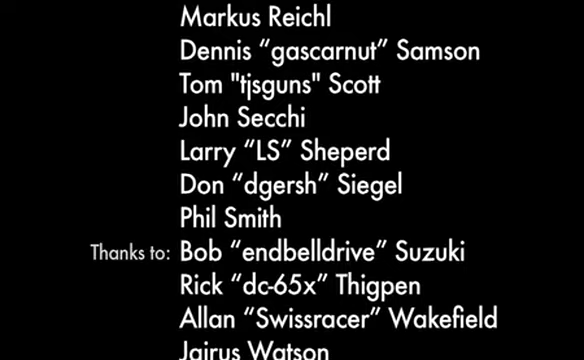 Markus Reichl
Dennis “gascarnut” Samson
Tom "tjsguns" Scott
John Secchi
Larry “LS” Sheperd
Don “dgersh” Siegel
Phil Smith
Thanks to: Bob “endbelldrive” Suzuki
Rick “dc-65x” Thigpen
Allan “Swissracer” Wakefield
Jairus Watson